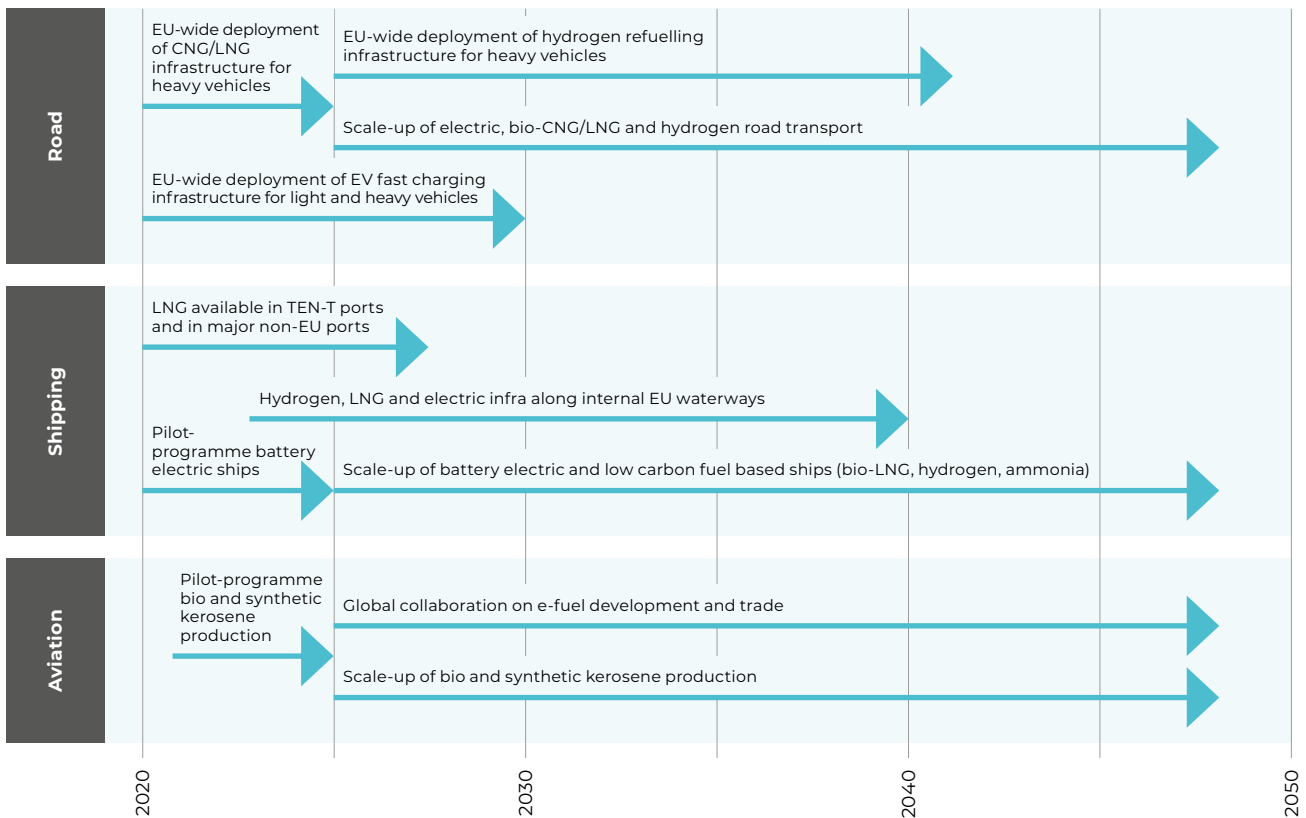 Road
EU-wide deployment
of CNG/LNG
infrastructure for
heavy vehicles
EU-wide deployment of hydrogen refuelling
infrastructure for heavy vehicles
Scale-up of electric, bio-CNG/LNG and hydrogen road transport
EU-wide deployment of EV fast charging
infrastructure for light and heavy vehicles
Shipping
LNG available in TEN-T ports
and in major non-EU ports
Hydrogen, LNG and electric infra along internal EU waterways
Pilot-
programme battery
electric ships
Scale-up of battery electric and low carbon fuel based ships (bio-LNG, hydrogen, ammonia)
Aviation
Pilot-programme
bio and synthetic
kerosene
production
Global collaboration on e-fuel development and trade
Scale-up of bio and synthetic kerosene production
2020
2030
2040
2050